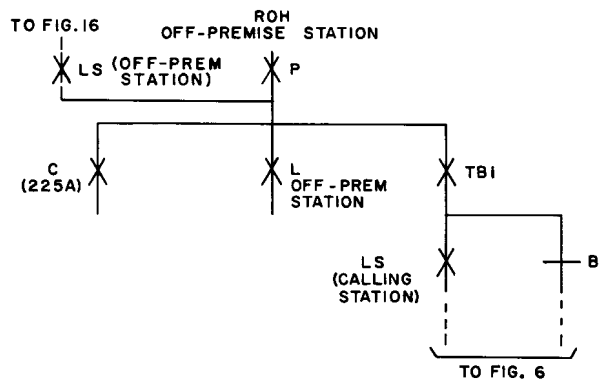 TO FIG. 16
ROH
OFF-PREMISE STATION
LS (OFF-PREM
STATION)
P
C
(225A)
L
OFF-PREM
STATION
TBi
LS
(CALLING
STATION)
B
TO FIG. 6